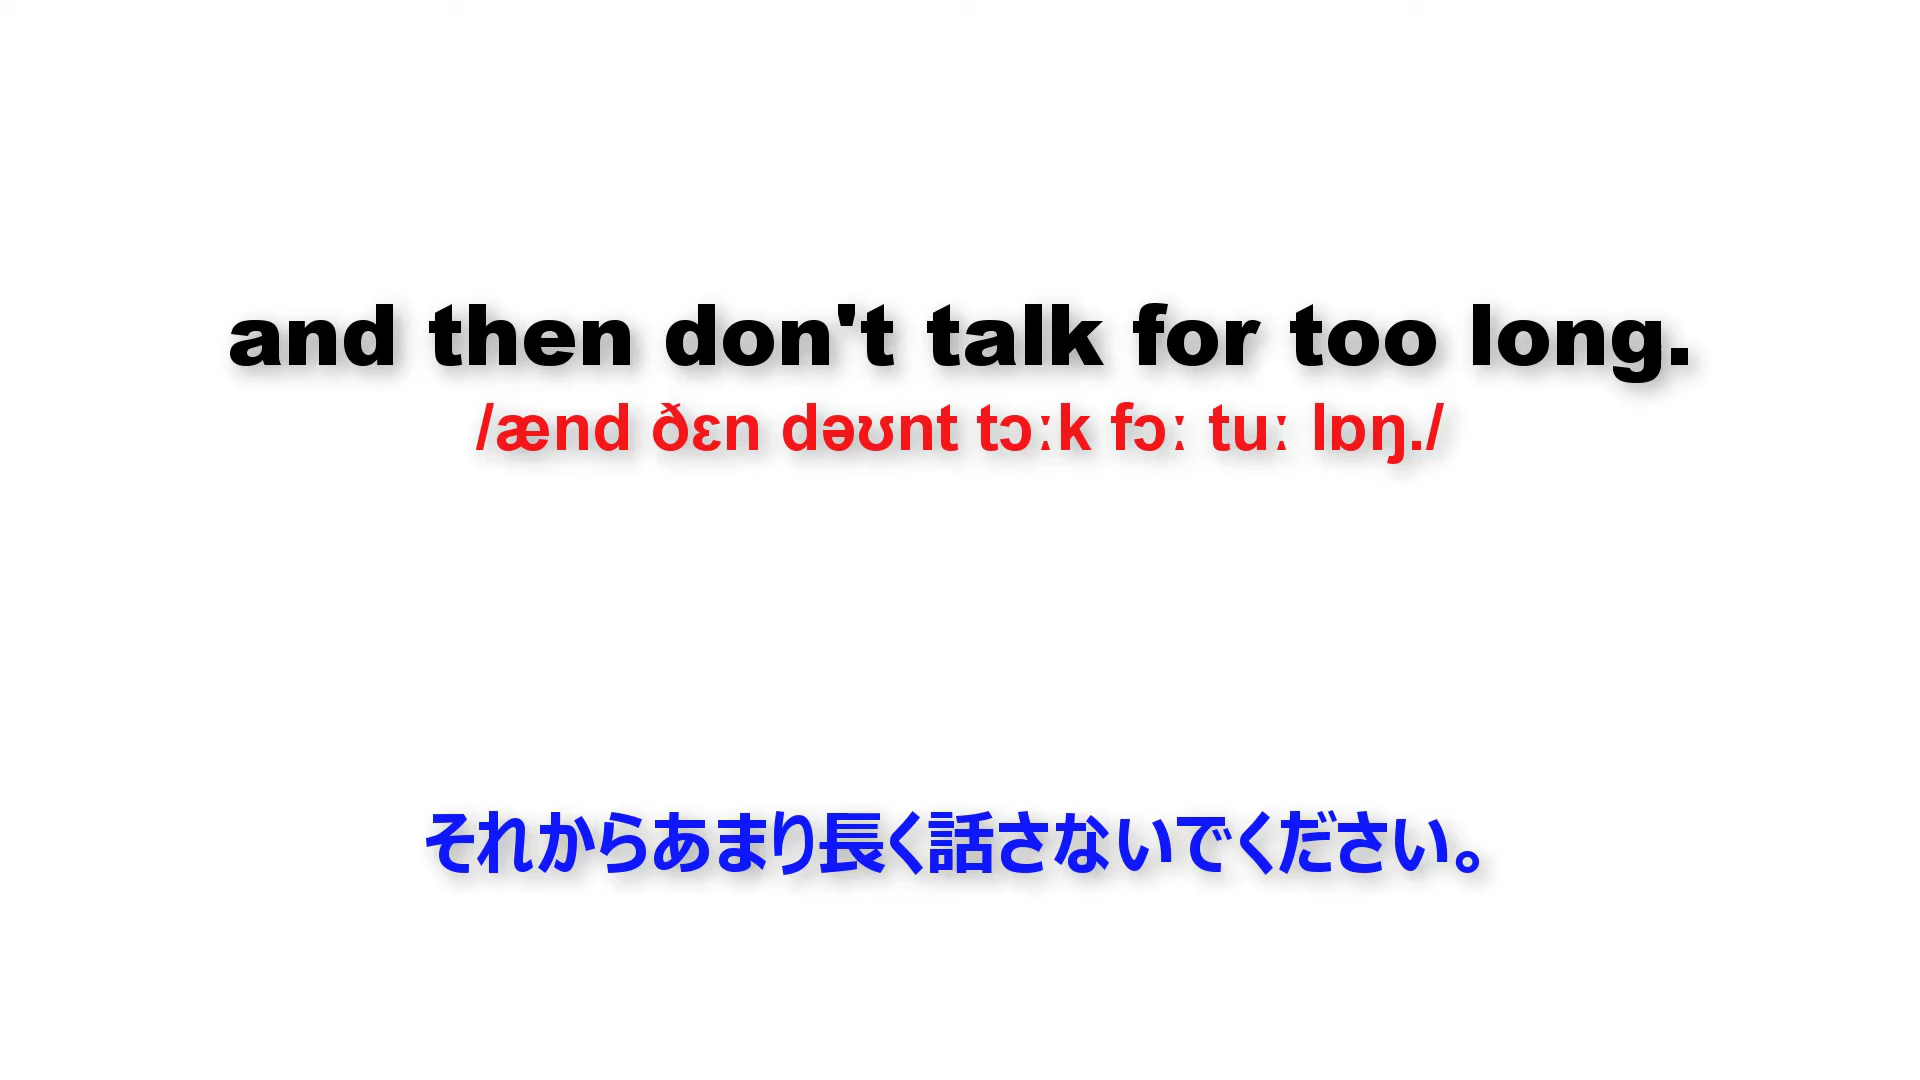 and then don't talk for too long.
/ænd ðɛn dəʊnt tɔːk fɔː tuː lɒŋ./
それからあまり長く話さないでください。